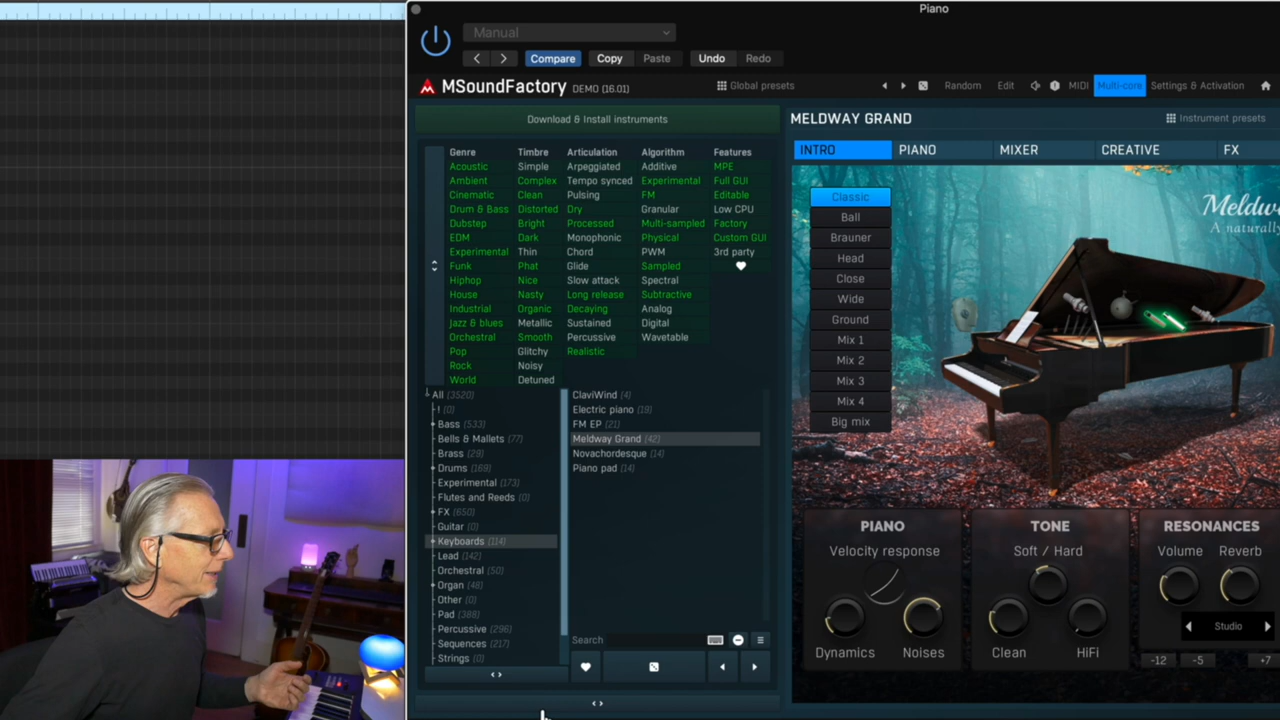 Piano
Manual
Compare Copy Paste Undo Redo
MSoundFactory DEMO (16.01) Global presets Random Edit MIDI Multi-core Settings & Activation
Download & Install instruments
MELDWAY GRAND Instrument presets
INTRO PIANO MIXER CREATIVE FX
Genre Timbre Articulation Algorithm Features
Acoustic Simple Arpeggiated Additive MPE
Ambient Complex Tempo synced Experimental Full GUI
Cinematic Clean Pulsing FM Editable
Drum & Bass Distorted Dry Granular Low CPU
Dubstep Bright Processed Multi-sampled Factory
EDM Dark Monophonic Physical Custom GUI
Experimental Thin Chord PWM 3rd party
Funk Phat Glide Sampled
Hiphop Nice Slow attack Spectral
House Nasty Long release Subtractive
Industrial Organic Decaying Analog
Jazz & blues Metallic Sustained Digital
Orchestral Smooth Percussive Wavetable
Pop Glitchy Realistic
Rock Noisy
World Detuned
All (3520)
! (0)
Bass (533)
Bells & Mallets (77)
Brass (29)
Drums (169)
Experimental (173)
Flutes and Reeds (0)
FX (650)
Guitar (0)
Keyboards (114)
Lead (142)
Orchestral (50)
Organ (48)
Other (0)
Pad (388)
Percussive (296)
Sequences (217)
Strings (0)
ClaviWind (4)
Electric piano (19)
FM EP (21)
Meldway Grand (42)
Novachordesque (14)
Piano pad (14)
Search
Classic
Ball
Brauner
Head
Close
Wide
Ground
Mix 1
Mix 2
Mix 3
Mix 4
Big mix
A naturally
PIANO
Velocity response
Dynamics Noises
TONE
Soft / Hard
Clean HiFi
RESONANCES
Volume Reverb
Studio
-12 -5 +7